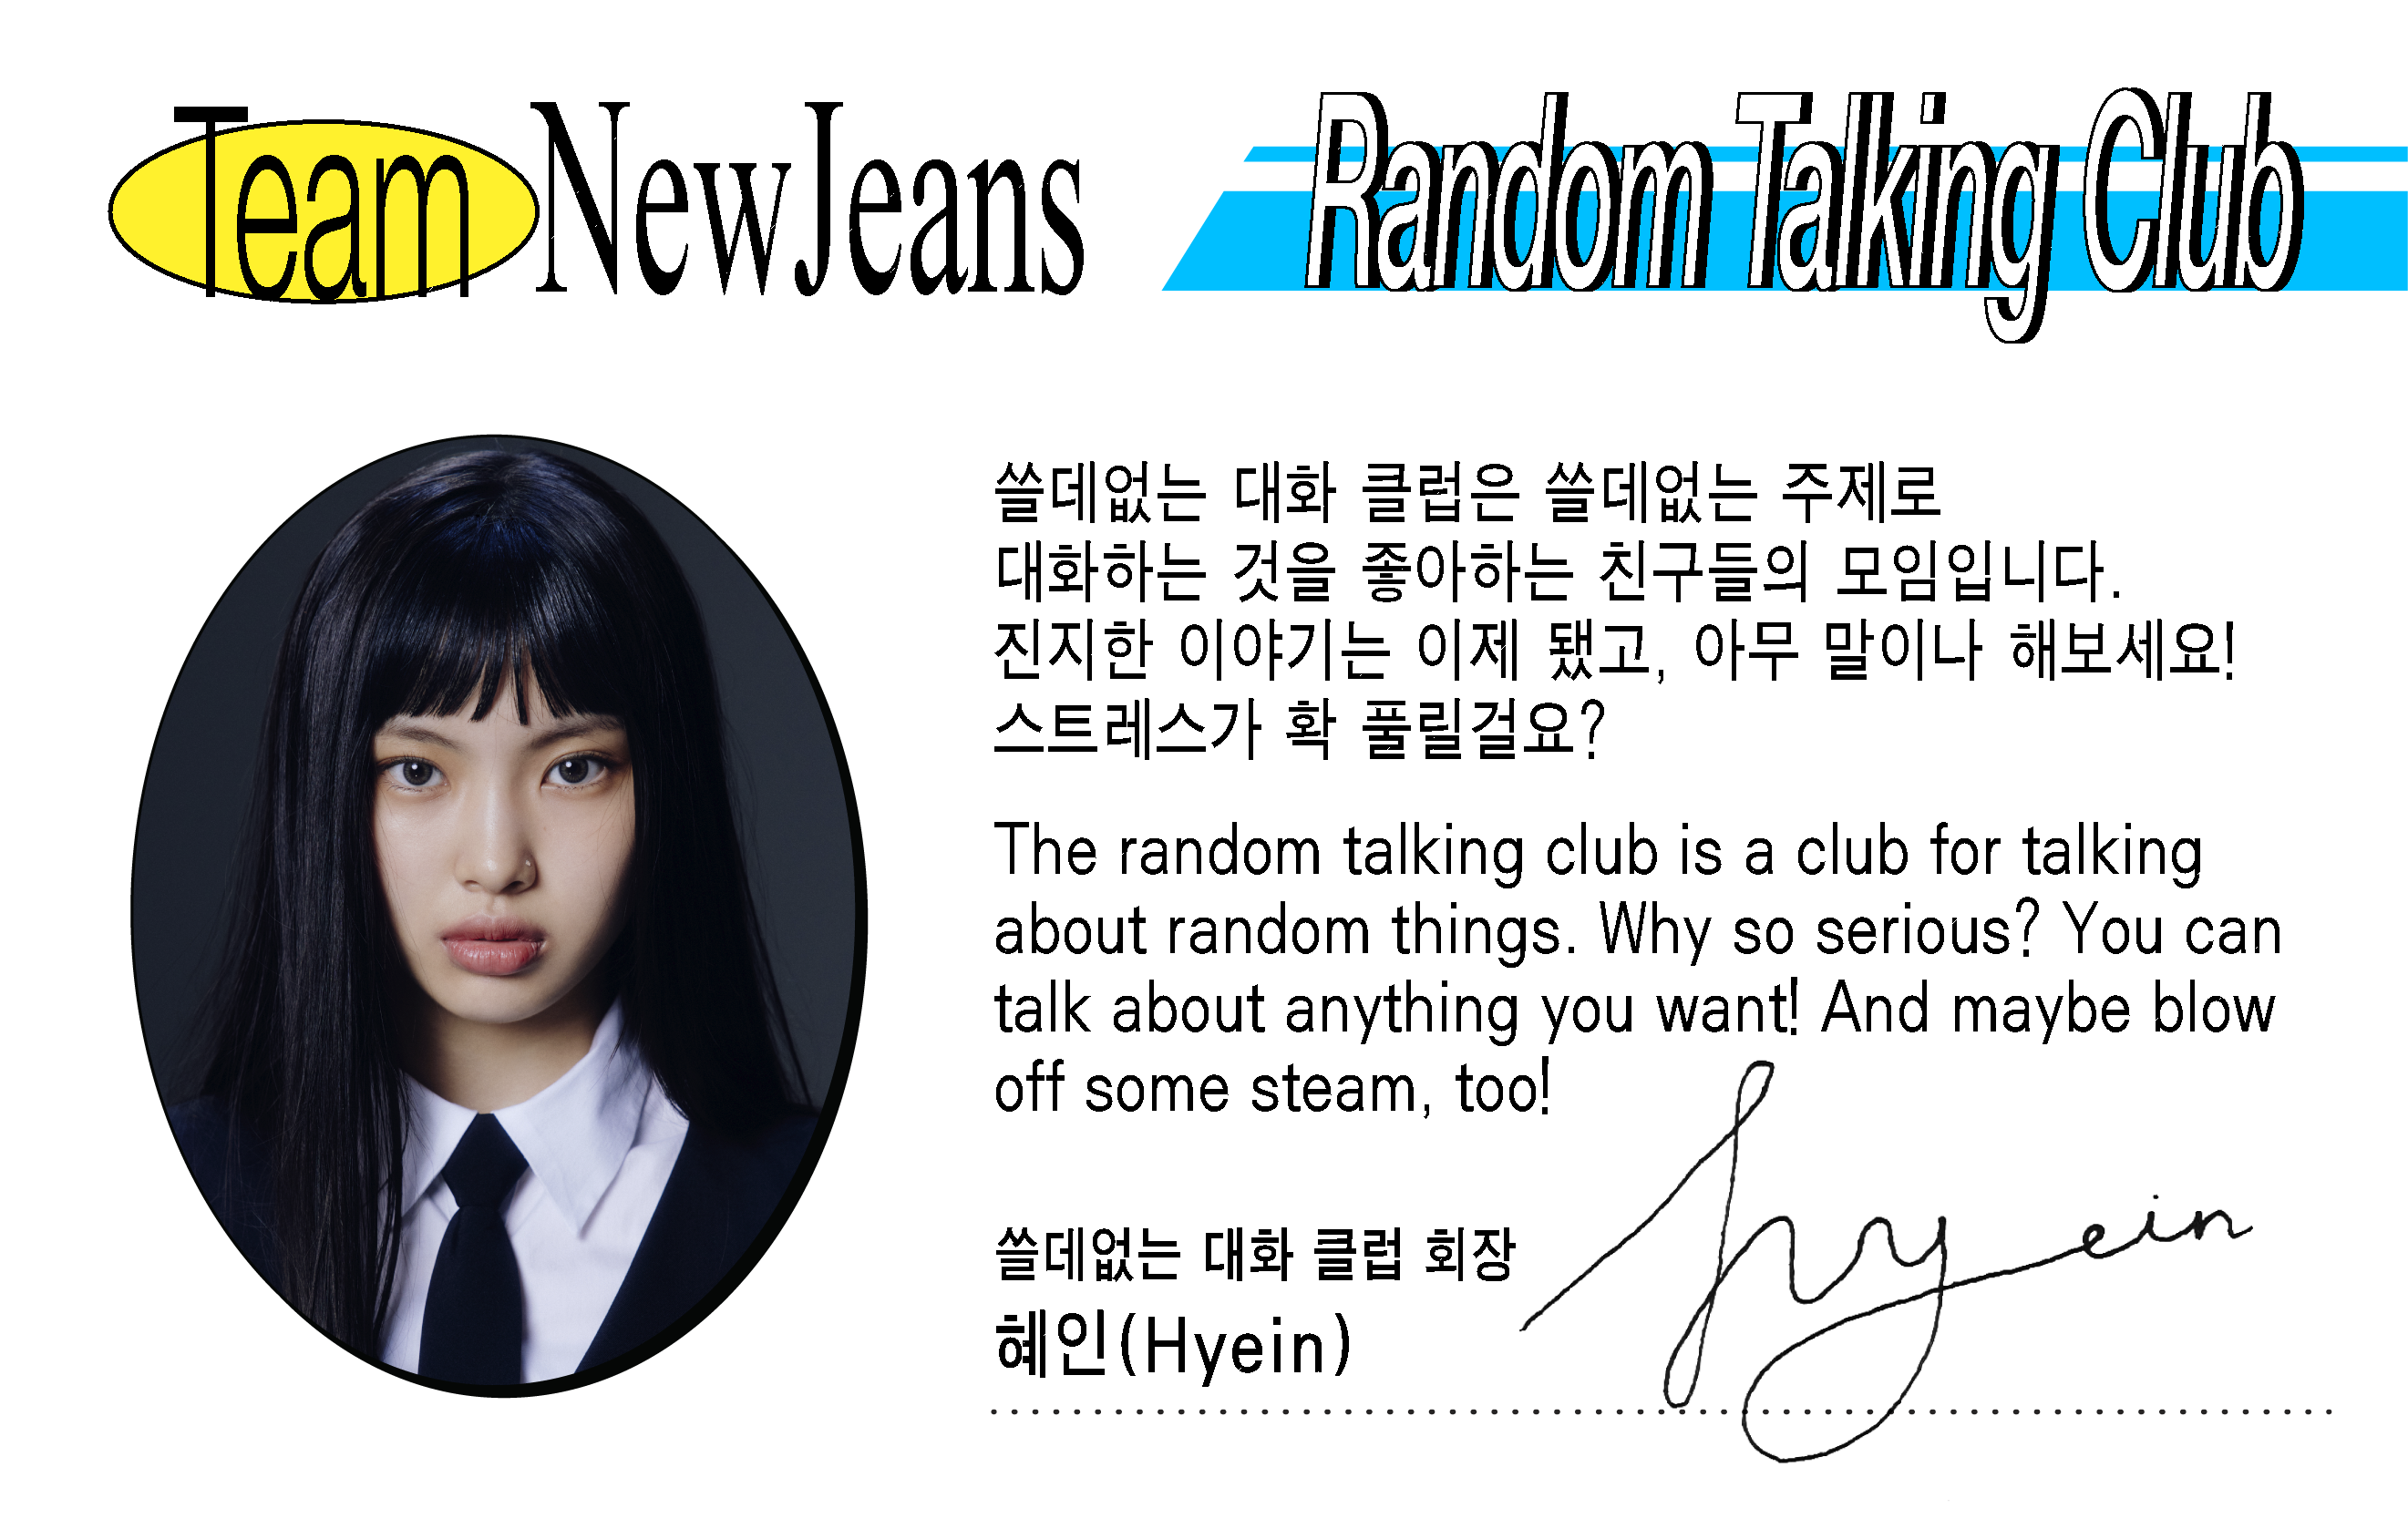 Team NewJeans
Random Talking Club
쓸데없는 대화 클럽은 쓸데없는 주제로
대화하는 것을 좋아하는 친구들의 모임입니다.
진지한 이야기는 이제 됐고, 아무 말이나 해보세요!
스트레스가 확 풀릴걸요?
The random talking club is a club for talking
about random things. Why so serious? You can
talk about anything you want! And maybe blow
off some steam, too!
쓸데없는 대화 클럽 회장
혜인(Hyein)
hyein